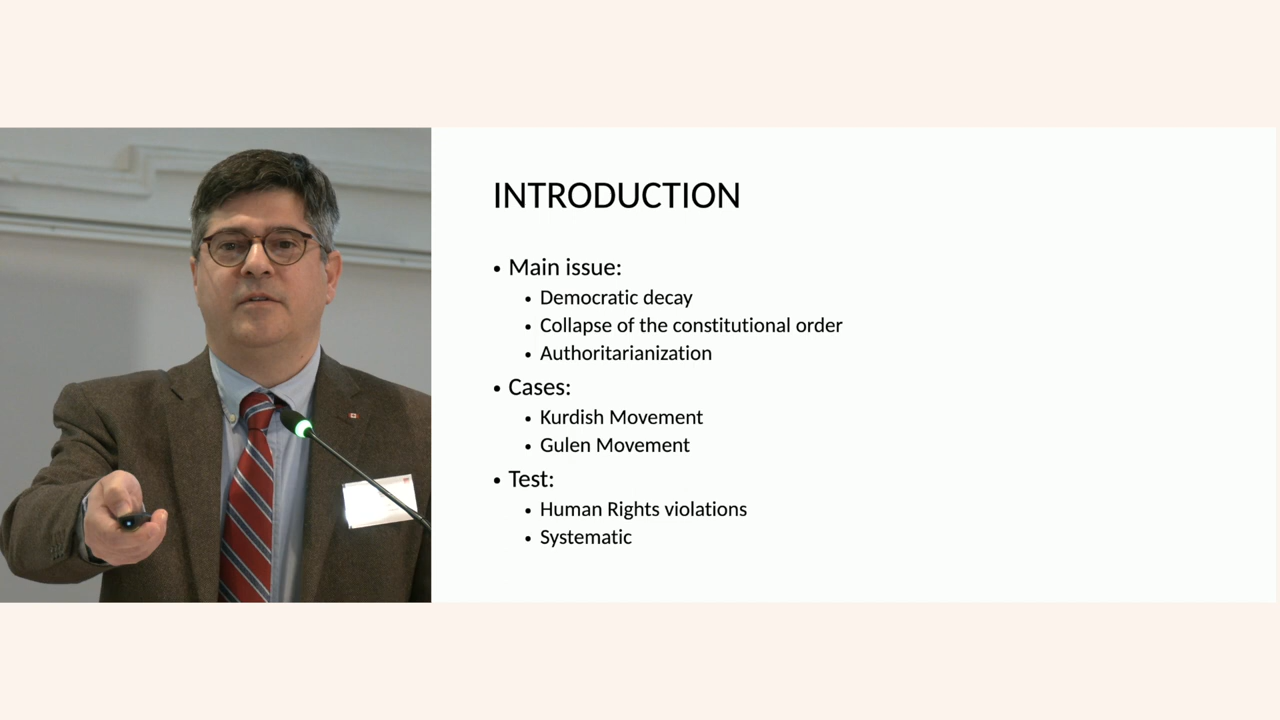 INTRODUCTION
• Main issue:
• Democratic decay
• Collapse of the constitutional order
• Authoritarianization
• Cases:
• Kurdish Movement
• Gulen Movement
• Test:
• Human Rights violations
• Systematic